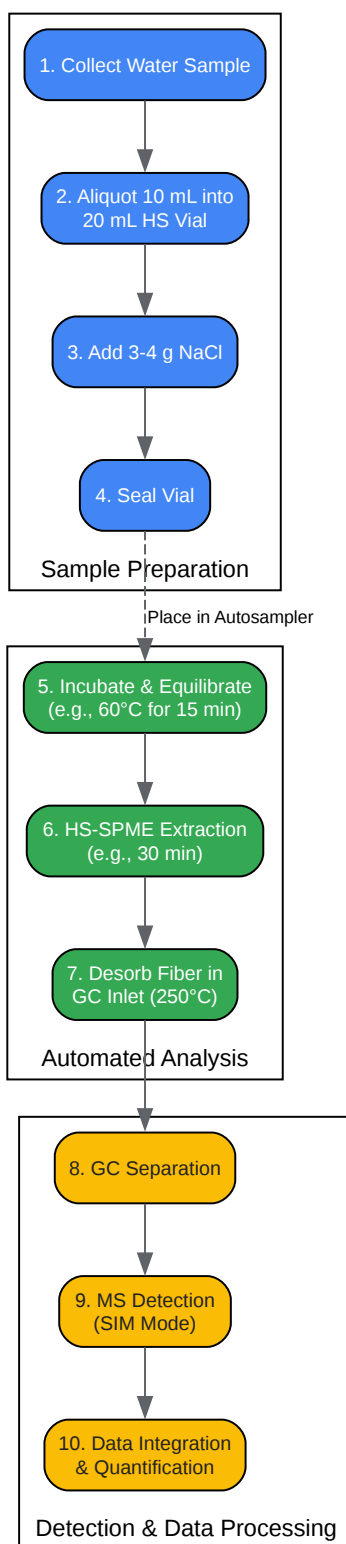 1. Collect Water Sample
2. Aliquot 10 mL into
20 mL HS Vial
3. Add 3-4 g NaCl
4. Seal Vial
Sample Preparation
Place in Autosampler
5. Incubate & Equilibrate
(e.g., 60°C for 15 min)
6. HS-SPME Extraction
(e.g., 30 min)
7. Desorb Fiber in
GC Inlet (250°C)
Automated Analysis
8. GC Separation
9. MS Detection
(SIM Mode)
10. Data Integration
& Quantification
Detection & Data Processing